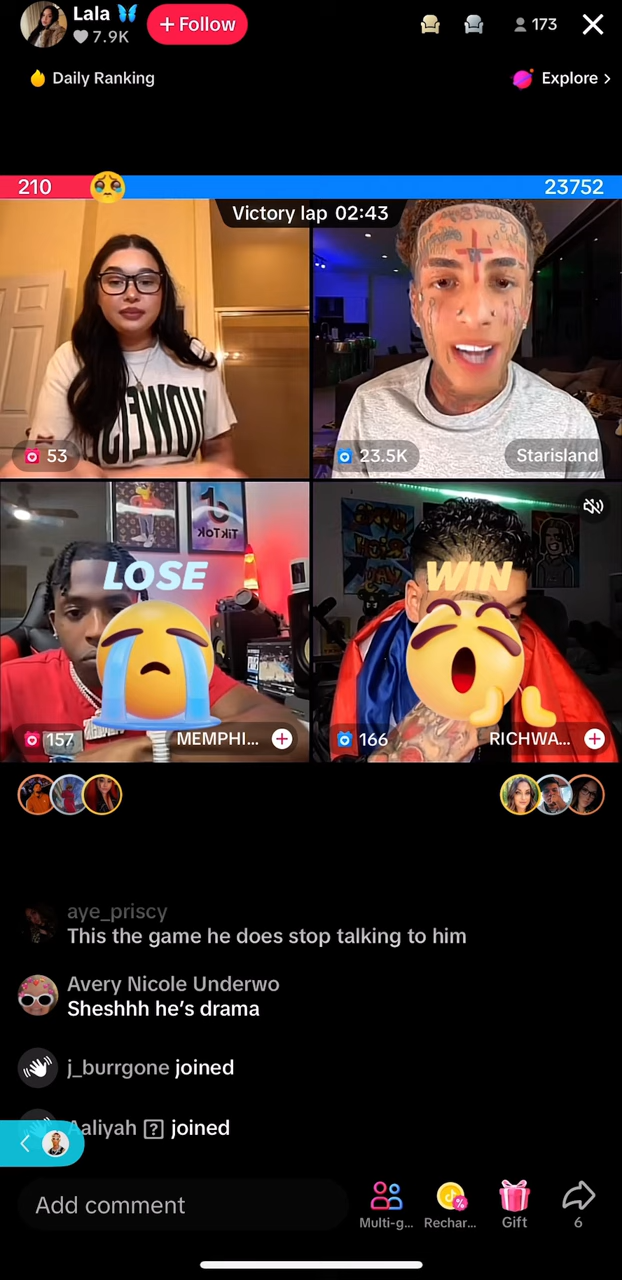 Lala 🦋
7.9K
+ Follow
173
Daily Ranking
Explore >
210
23752
Victory lap 02:43
53
23.5K
Starisland
TikTok
LOSE
WIN
157
MEMPHI...
166
RICHWA...
aye_priscy
This the game he does stop talking to him
Avery Nicole Underwo
Sheshhh he's drama
j_burrgone joined
Aaliyah joined
Add comment
Multi-g...
Rechar...
Gift
6